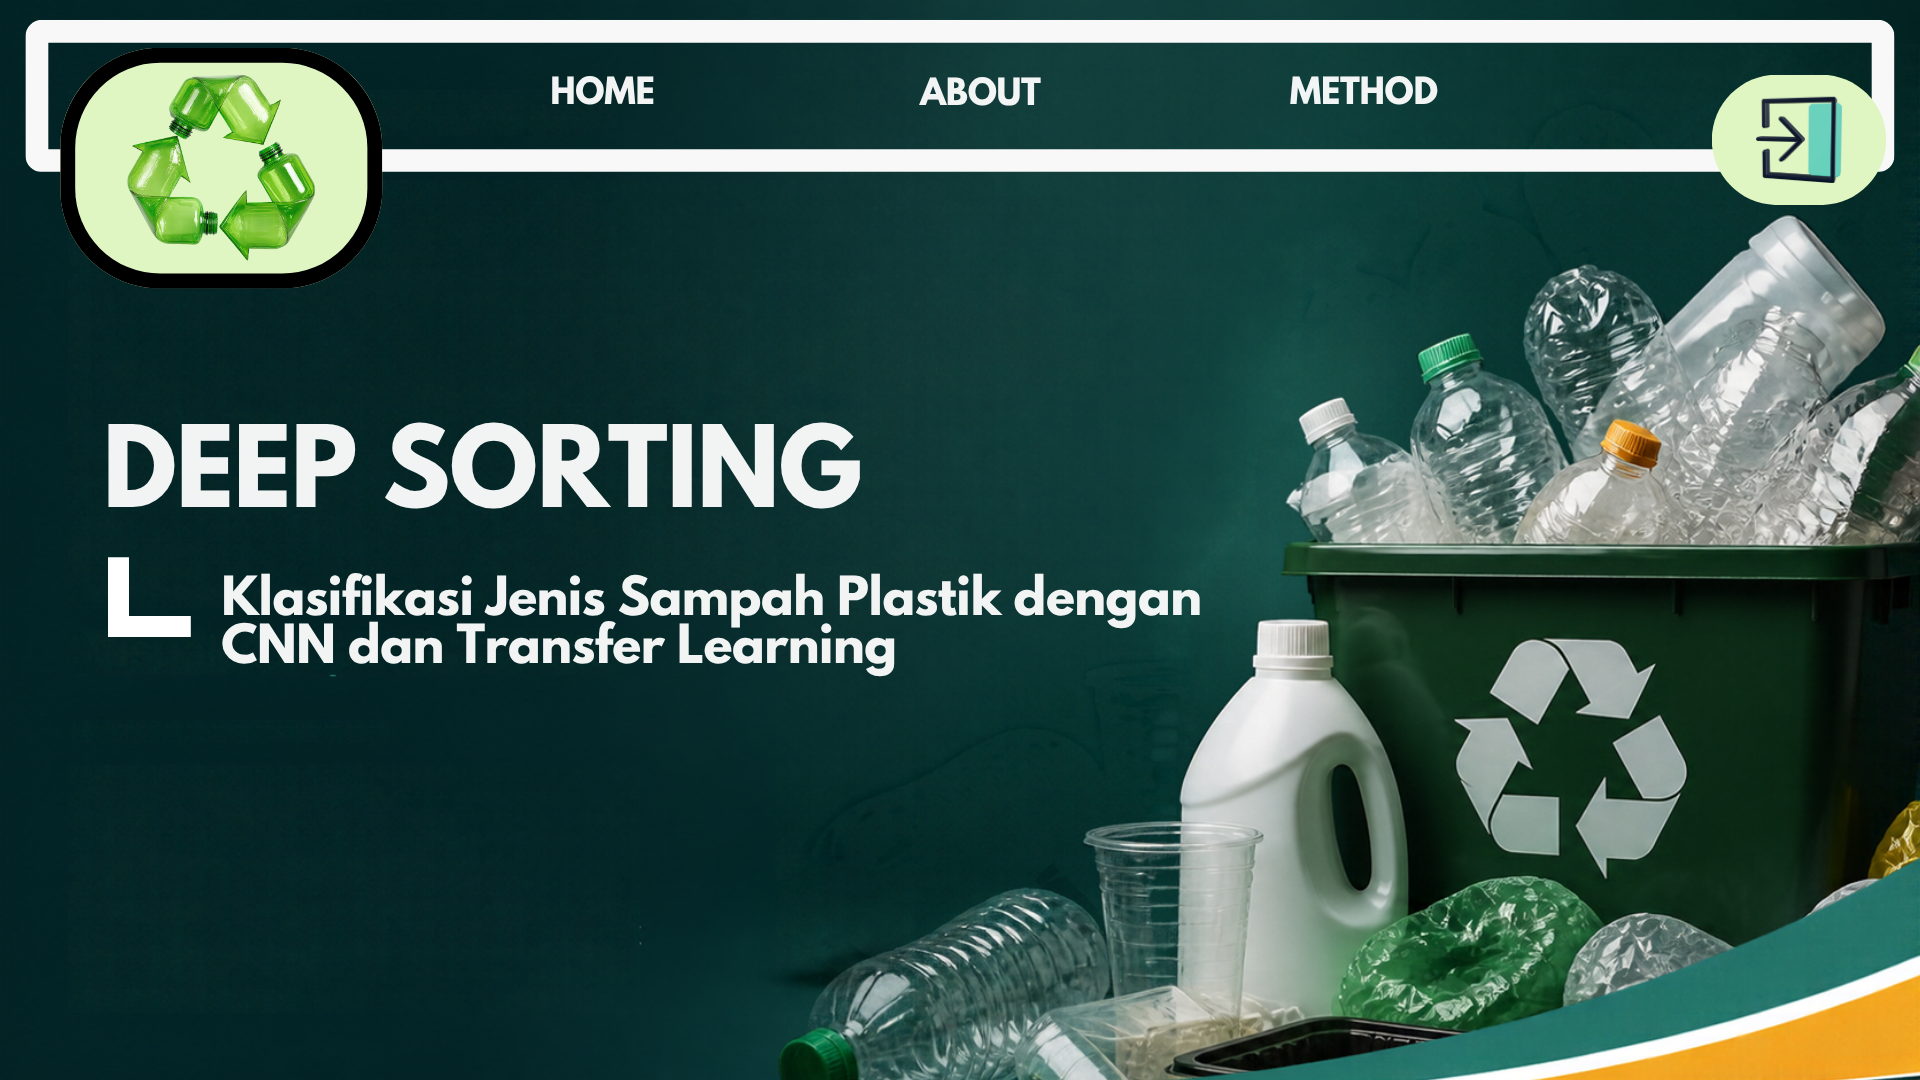 HOME
ABOUT
METHOD
DEEP SORTING
Klasifikasi Jenis Sampah Plastik dengan
CNN dan Transfer Learning